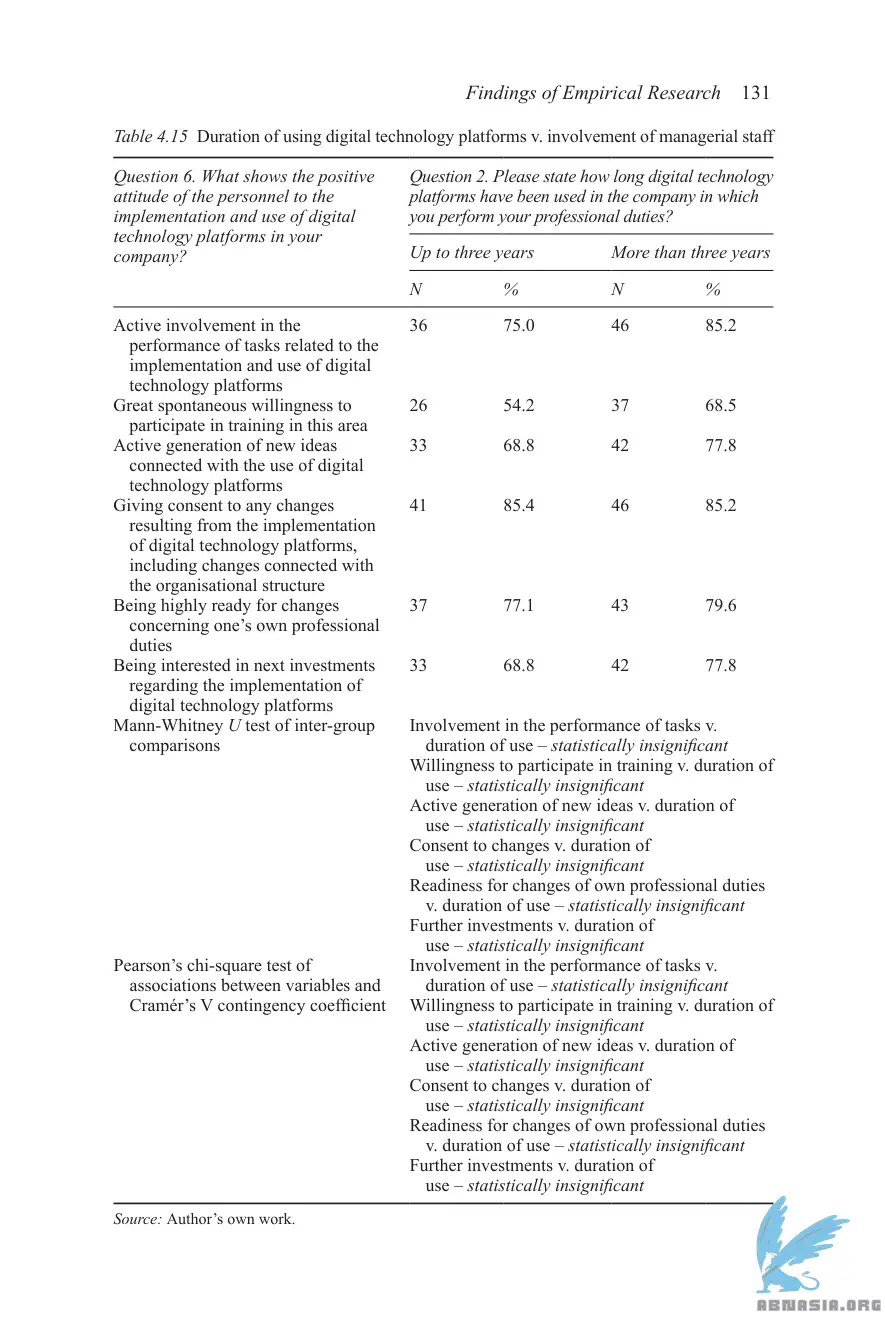 Findings of Empirical Research 131
Table 4.15 Duration of using digital technology platforms v. involvement of managerial staff
Question 6. What shows the positive
attitude of the personnel to the
implementation and use of digital
technology platforms in your
company?
Question 2. Please state how long digital technology
platforms have been used in the company in which
you perform your professional duties?
Up to three years More than three years
N % N %
Active involvement in the 36 75.0 46 85.2
performance of tasks related to the
implementation and use of digital
technology platforms
Great spontaneous willingness to 26 54.2 37 68.5
participate in training in this area
Active generation of new ideas 33 68.8 42 77.8
connected with the use of digital
technology platforms
Giving consent to any changes 41 85.4 46 85.2
resulting from the implementation
of digital technology platforms,
including changes connected with
the organisational structure
Being highly ready for changes 37 77.1 43 79.6
concerning one's own professional
duties
Being interested in next investments 33 68.8 42 77.8
regarding the implementation of
digital technology platforms
Mann-Whitney U test of inter-group
comparisons
Involvement in the performance of tasks v.
duration of use – statistically insignificant
Willingness to participate in training v. duration of
use – statistically insignificant
Active generation of new ideas v. duration of
use – statistically insignificant
Consent to changes v. duration of
use – statistically insignificant
Readiness for changes of own professional duties
v. duration of use – statistically insignificant
Further investments v. duration of
use – statistically insignificant
Pearson's chi-square test of
associations between variables and
Cramér's V contingency coefficient
Involvement in the performance of tasks v.
duration of use – statistically insignificant
Willingness to participate in training v. duration of
use – statistically insignificant
Active generation of new ideas v. duration of
use – statistically insignificant
Consent to changes v. duration of
use – statistically insignificant
Readiness for changes of own professional duties
v. duration of use – statistically insignificant
Further investments v. duration of
use – statistically insignificant
Source: Author's own work.
ABNASIA.ORG